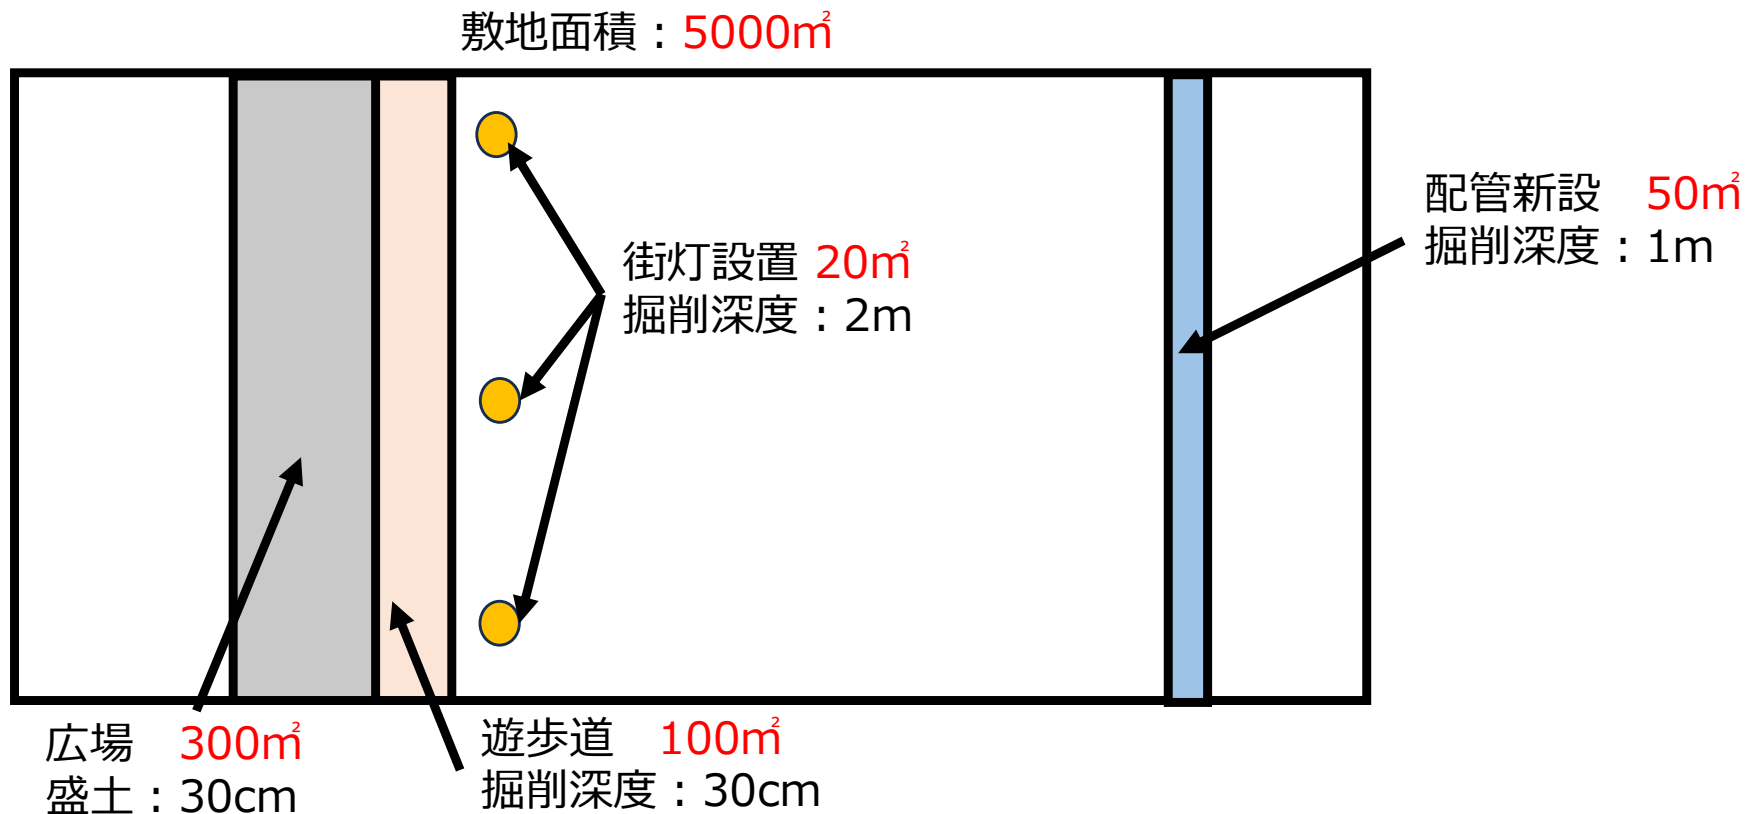 敷地面積：5000㎡
配管新設　50㎡
掘削深度：1m
街灯設置 20㎡
掘削深度：2m
広場　300㎡
盛土：30cm
遊歩道　100㎡
掘削深度：30cm